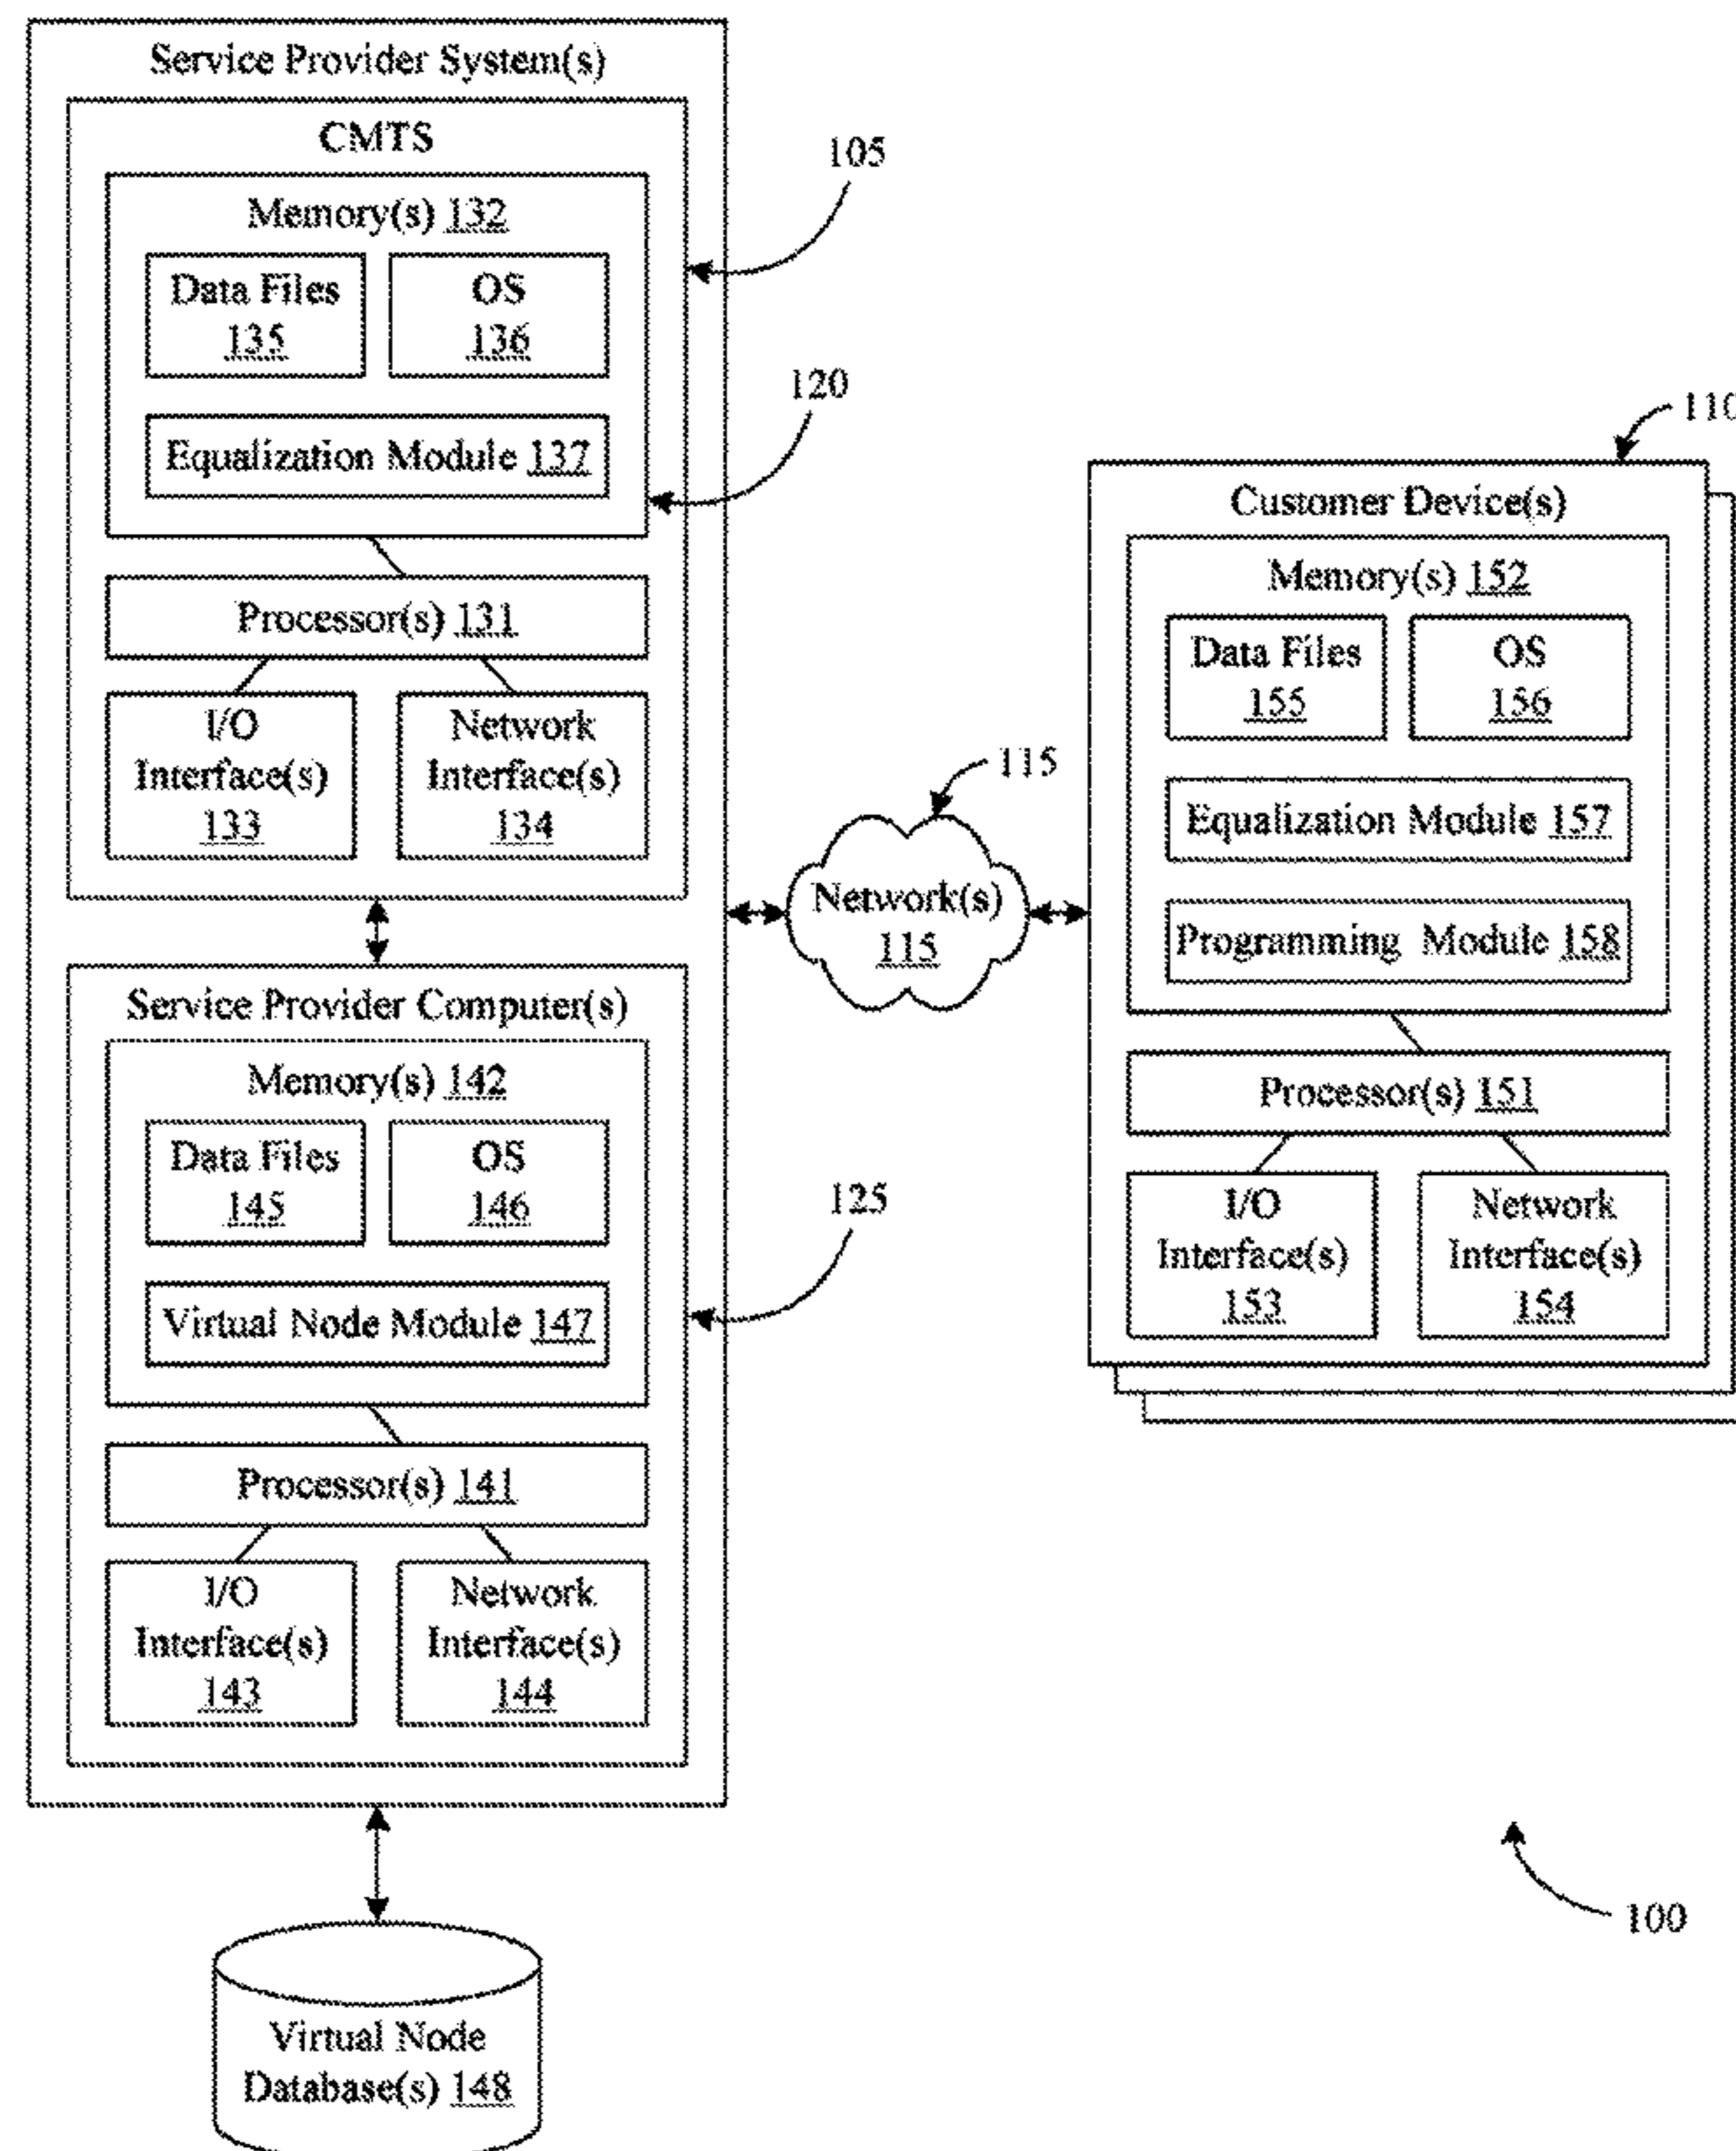 Service Provider System(s)
CMTS
Memory(s) 132
Data Files
135
OS
136
Equalization Module 137
Processor(s) 131
I/O
Interface(s)
133
Network
Interface(s)
134
105
120
Service Provider Computer(s)
Memory(s) 142
Data Files
145
OS
146
Virtual Node Module 147
Processor(s) 141
I/O
Interface(s)
143
Network
Interface(s)
144
125
Virtual Node
Database(s) 148
115
Network(s)
115
110
Customer Device(s)
Memory(s) 152
Data Files
155
OS
156
Equalization Module 157
Programming Module 158
Processor(s) 151
I/O
Interface(s)
153
Network
Interface(s)
154
100